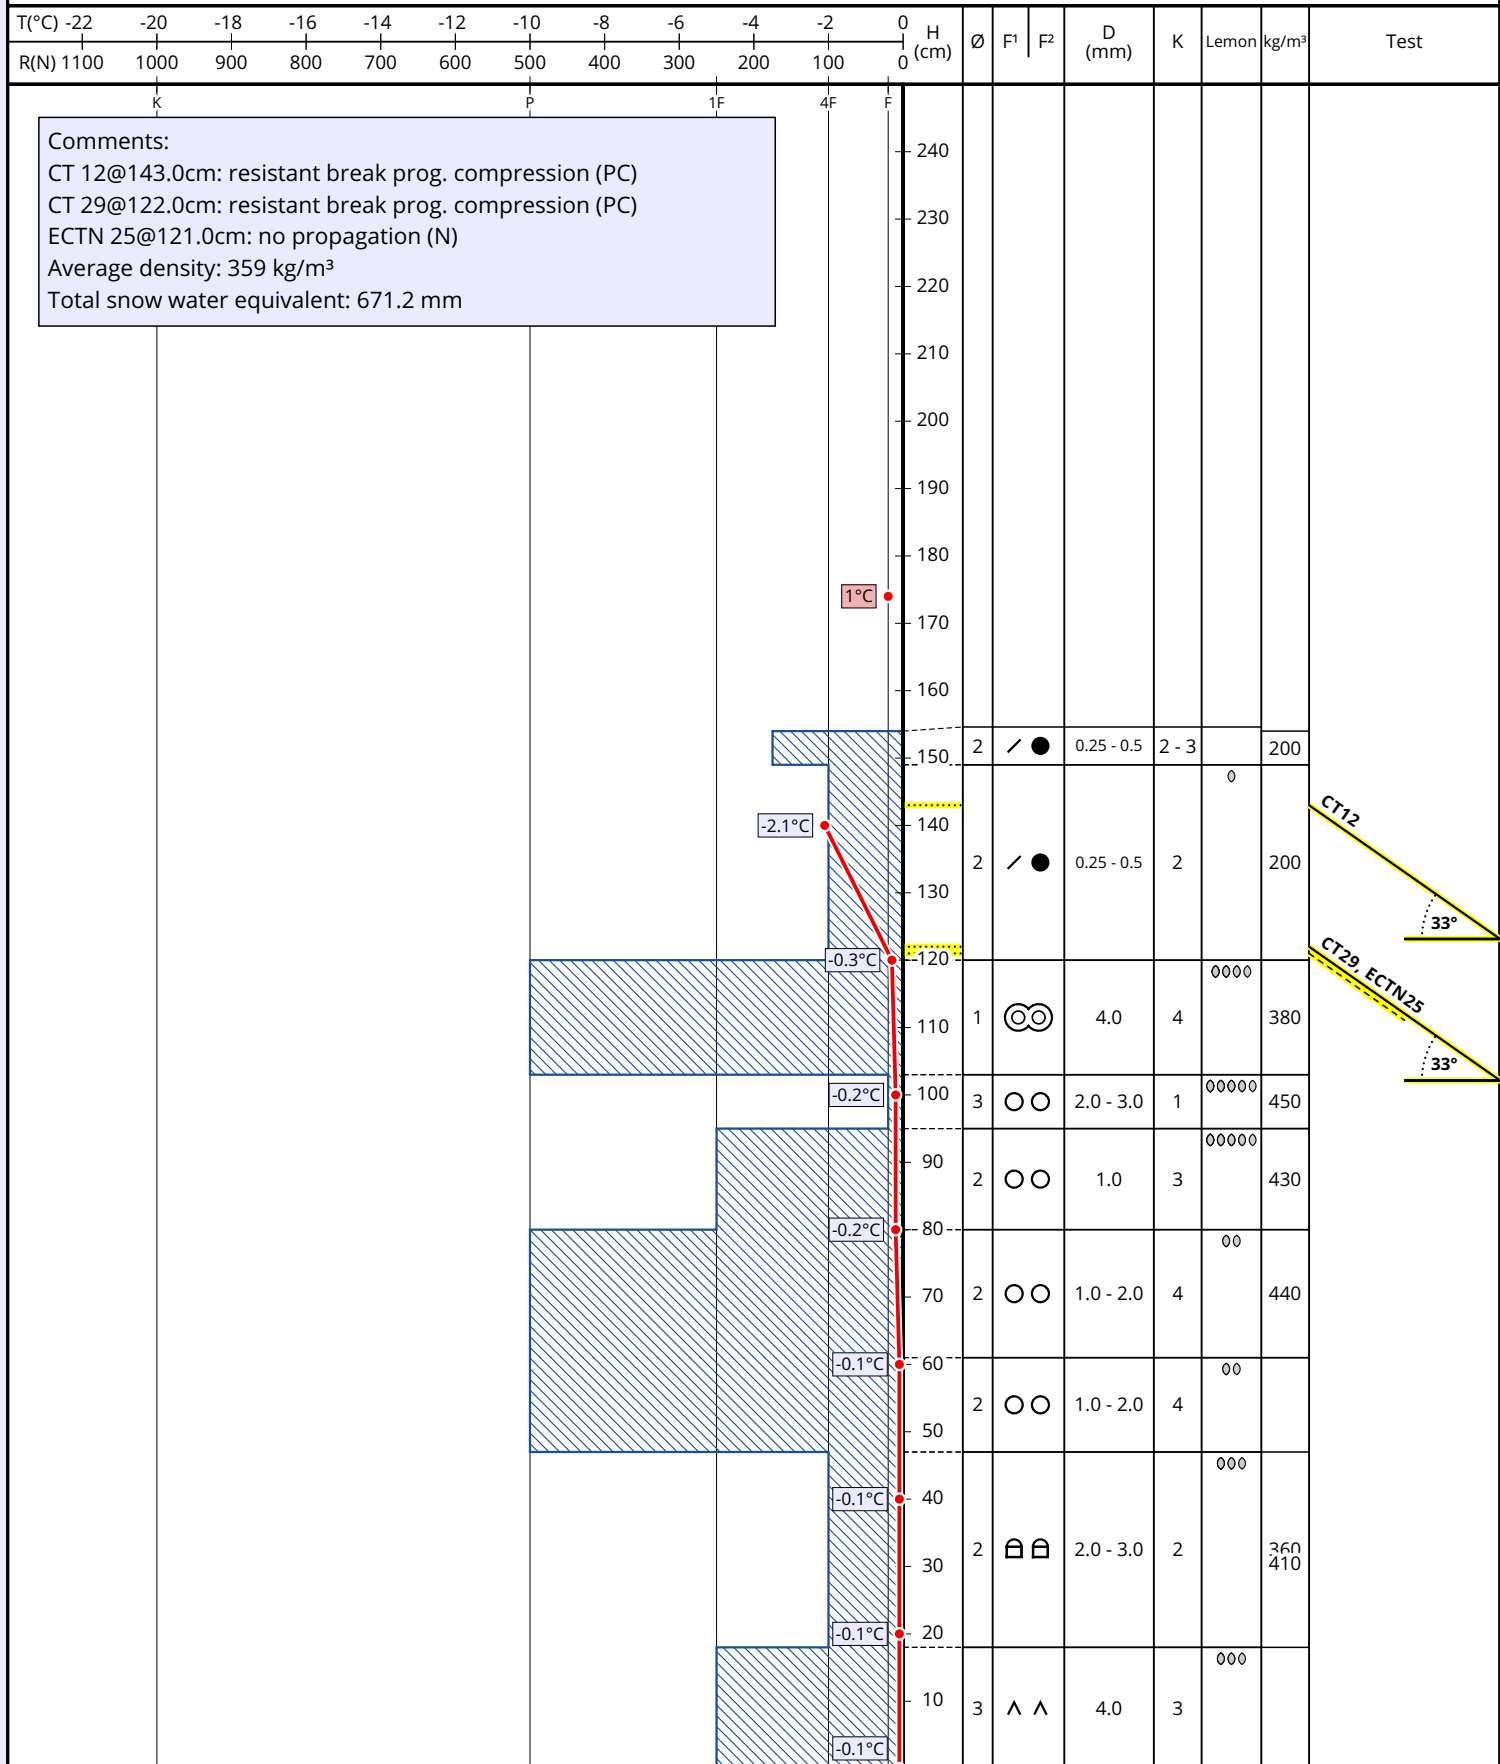 T(°C) -22 -20 -18 -16 -14 -12 -10 -8 -6 -4 -2 0
R(N) 1100 1000 900 800 700 600 500 400 300 200 100 0
H (cm) Ø F¹ F² D (mm) K Lemon kg/m³ Test
K P 1F 4F F
Comments:
CT 12@143.0cm: resistant break prog. compression (PC)
CT 29@122.0cm: resistant break prog. compression (PC)
ECTN 25@121.0cm: no propagation (N)
Average density: 359 kg/m³
Total snow water equivalent: 671.2 mm
240
230
220
210
200
190
180
1°C
170
160
2 0.25 - 0.5 2 - 3 200
150
CT12
-2.1°C 140
2 0.25 - 0.5 2 200
130
33°
-0.3°C 120
CT29, ECTN25
1 4.0 4 380
110
33°
-0.2°C 100
3 2.0 - 3.0 1 450
90
2 1.0 3 430
-0.2°C 80
70 2 1.0 - 2.0 4 440
-0.1°C 60
2 1.0 - 2.0 4
50
-0.1°C 40
2 2.0 - 3.0 2 360
410
30
-0.1°C 20
10 3 4.0 3
-0.1°C